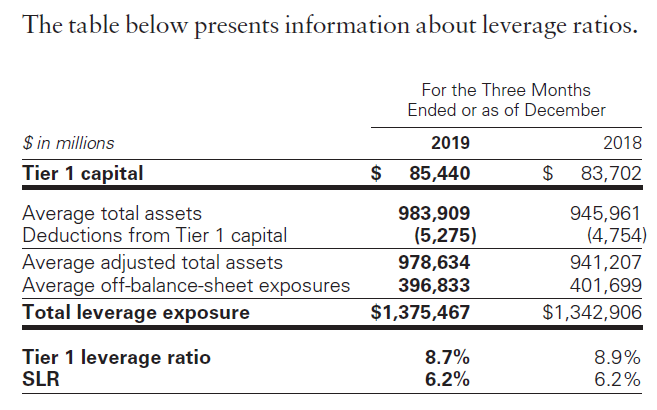 The table below presents information about leverage ratios.
For the Three Months
Ended or as of December
$ in millions 2019 2018
Tier 1 capital $ 85,440 $ 83,702
Average total assets 983,909 945,961
Deductions from Tier 1 capital (5,275) (4,754)
Average adjusted total assets 978,634 941,207
Average off-balance-sheet exposures 396,833 401,699
Total leverage exposure $1,375,467 $1,342,906
Tier 1 leverage ratio 8.7% 8.9%
SLR 6.2% 6.2%